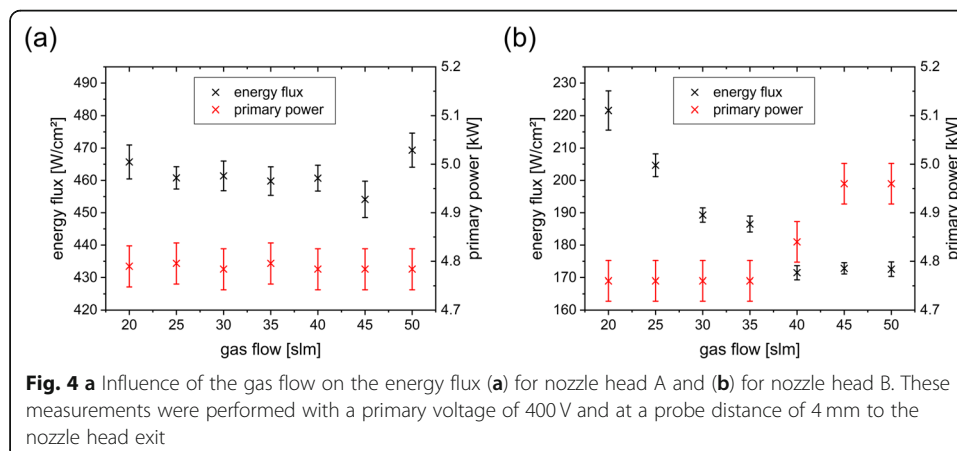 (a)
(b)
energy flux
primary power
energy flux [W/cm²]
490
480
470
460
450
440
430
420
5.2
5.1
5.0
4.9
4.8
4.7
primary power [kW]
20 25 30 35 40 45 50
gas flow [slm]
energy flux
primary power
energy flux [W/cm²]
230
220
210
200
190
180
170
160
5.2
5.1
5.0
4.9
4.8
4.7
primary power [kW]
20 25 30 35 40 45 50
gas flow [slm]
Fig. 4 a Influence of the gas flow on the energy flux (a) for nozzle head A and (b) for nozzle head B. These
measurements were performed with a primary voltage of 400 V and at a probe distance of 4 mm to the
nozzle head exit